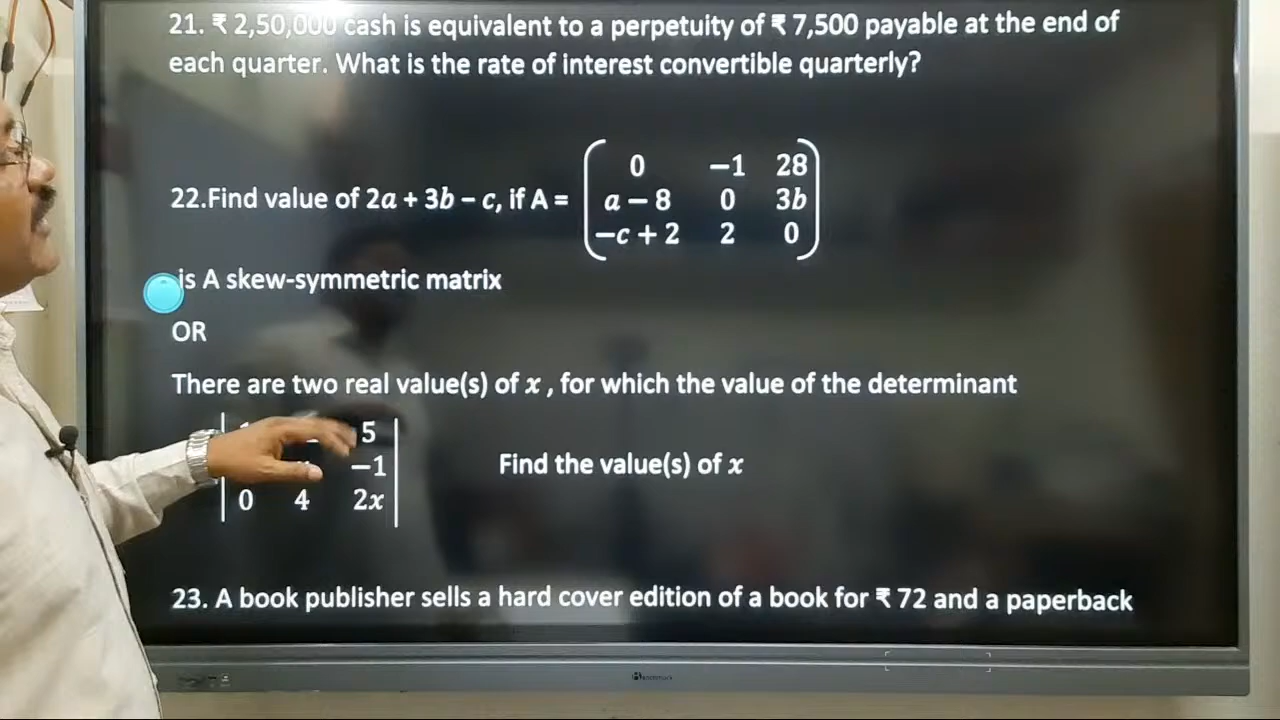 21. ₹ 2,50,000 cash is equivalent to a perpetuity of ₹ 7,500 payable at the end of
each quarter. What is the rate of interest convertible quarterly?
0 −1 28
22.Find value of 2a + 3b – c, if A = a − 8 0 3b
−c + 2 2 0
is A skew-symmetric matrix
OR
There are two real value(s) of x , for which the value of the determinant
5
−1
Find the value(s) of x
0 4 2x
23. A book publisher sells a hard cover edition of a book for ₹ 72 and a paperback